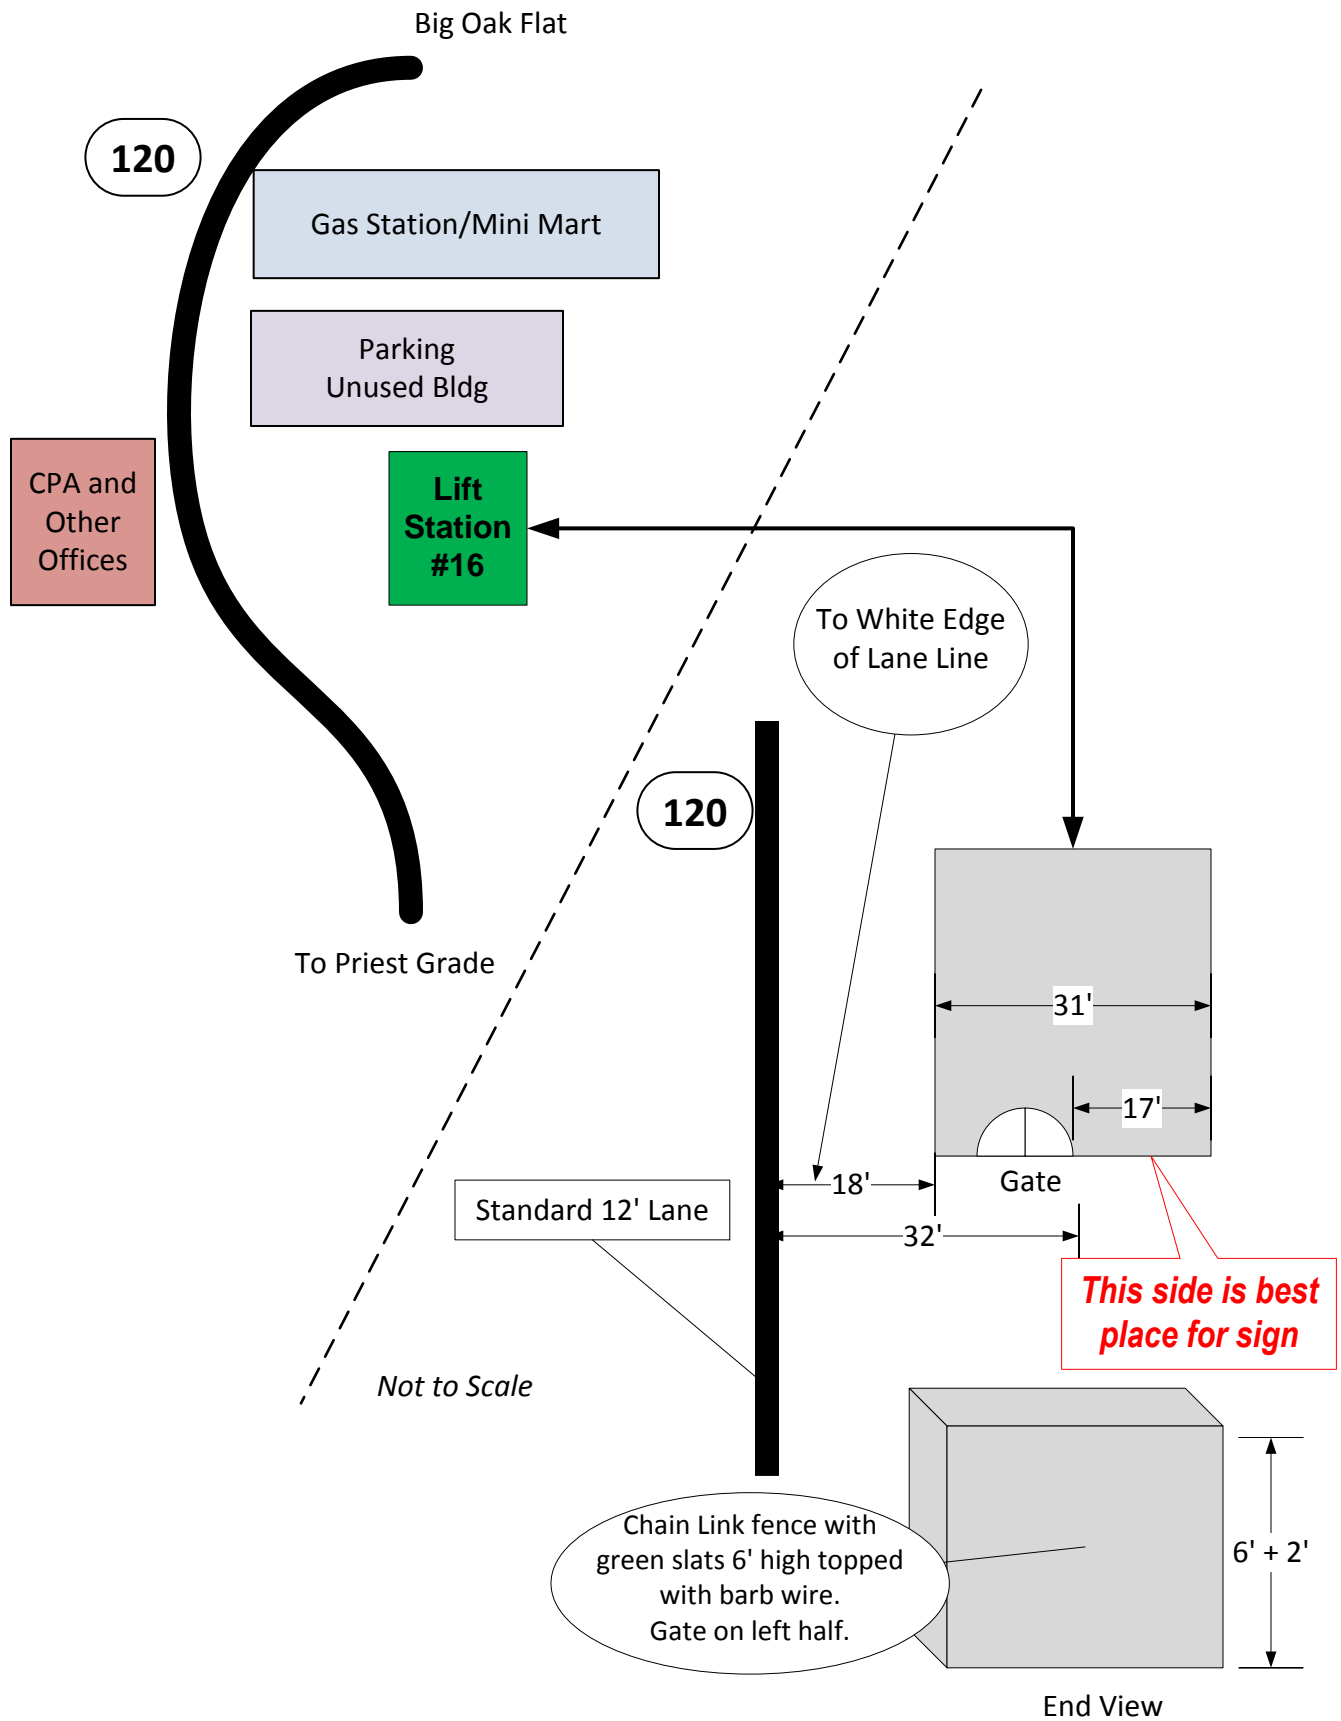 Big Oak Flat
120
Gas Station/Mini Mart
Parking
Unused Bldg
CPA and
Other
Offices
Lift
Station
#16
To White Edge
of Lane Line
120
To Priest Grade
31'
17'
18'
Gate
Standard 12' Lane
32'
This side is best
place for sign
Not to Scale
Chain Link fence with
green slats 6' high topped
with barb wire.
Gate on left half.
6' + 2'
End View